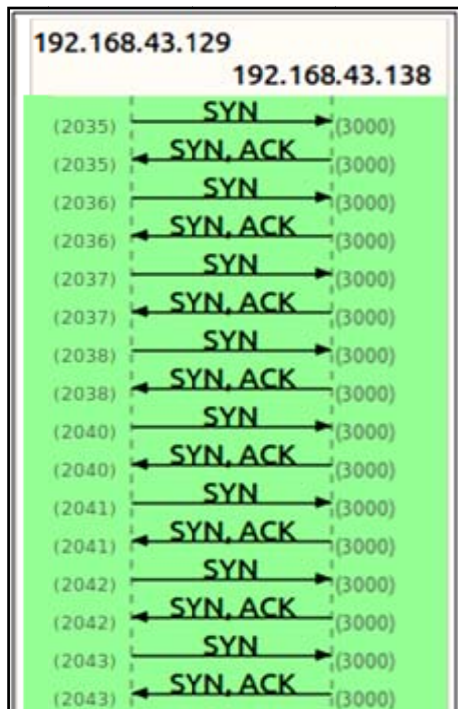 192.168.43.129
192.168.43.138
(2035) SYN (3000)
(2035) SYN, ACK (3000)
(2036) SYN (3000)
(2036) SYN, ACK (3000)
(2037) SYN (3000)
(2037) SYN, ACK (3000)
(2038) SYN (3000)
(2038) SYN, ACK (3000)
(2040) SYN (3000)
(2040) SYN, ACK (3000)
(2041) SYN (3000)
(2041) SYN, ACK (3000)
(2042) SYN (3000)
(2042) SYN, ACK (3000)
(2043) SYN (3000)
(2043) SYN, ACK (3000)